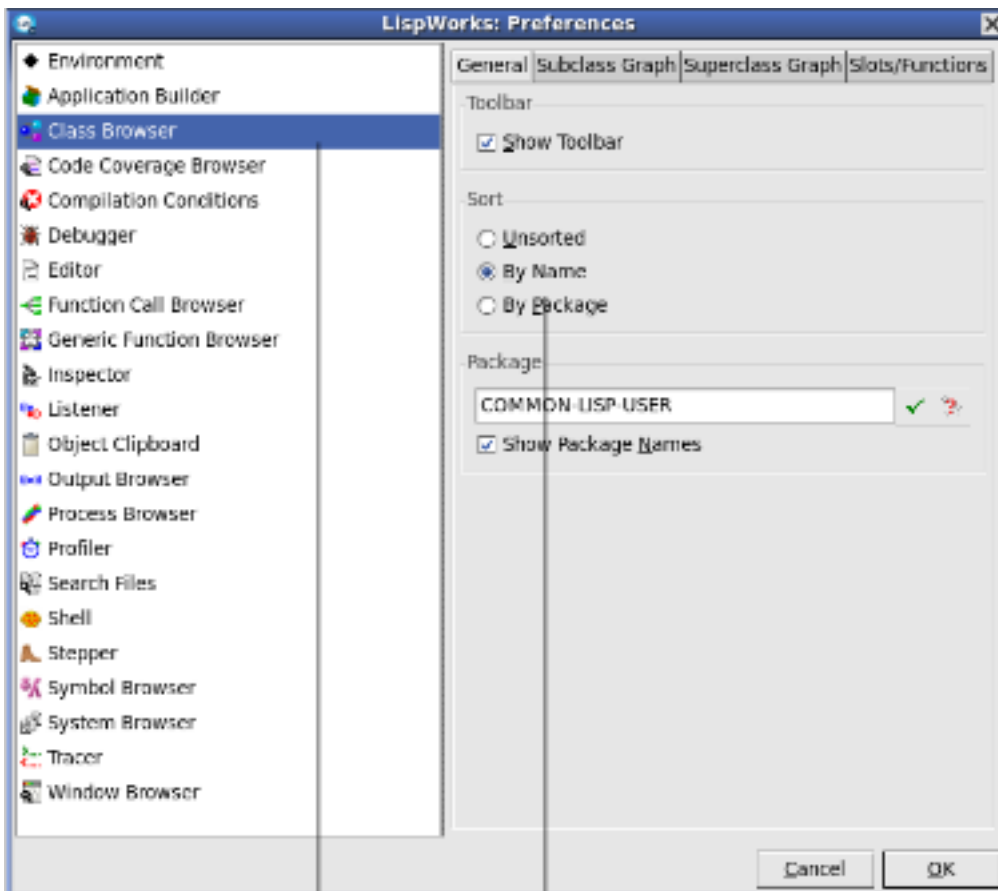 LispWorks: Preferences
Environment
Application Builder
Class Browser
Code Coverage Browser
Compilation Conditions
Debugger
Editor
Function Call Browser
Generic Function Browser
Inspector
Listener
Object Clipboard
Output Browser
Process Browser
Profiler
Search Files
Shell
Stepper
Symbol Browser
System Browser
Tracer
Window Browser
General Subclass Graph Superclass Graph Slots/Functions
Toolbar
Show Toolbar
Sort
Unsorted
By Name
By Package
Package
COMMON-LISP-USER
Show Package Names
Cancel OK